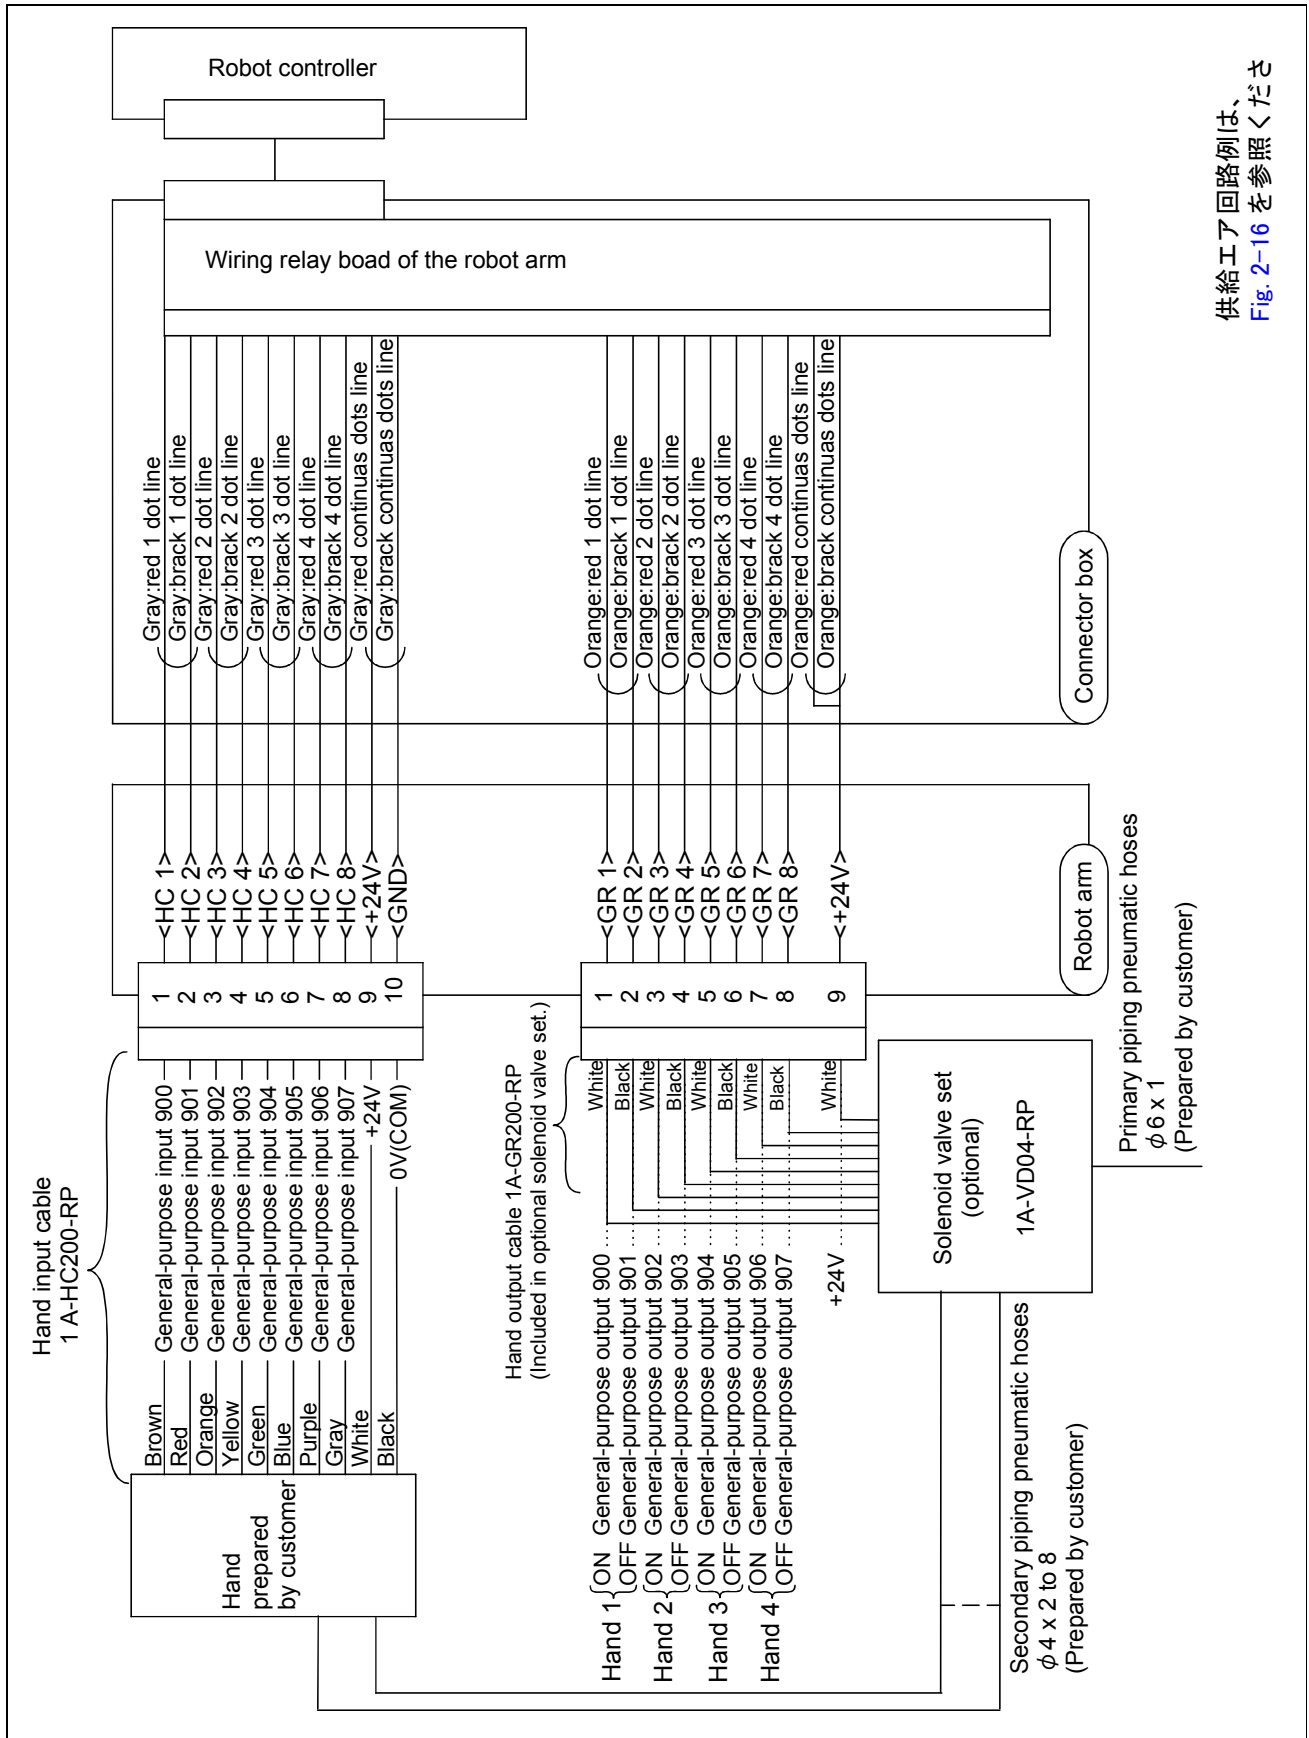 Robot controller
Wiring relay boad of the robot arm
Gray:red 1 dot line
Gray:brack 1 dot line
Gray:red 2 dot line
Gray:brack 2 dot line
Gray:red 3 dot line
Gray:brack 3 dot line
Gray:red 4 dot line
Gray:brack 4 dot line
Gray:red continuas dots line
Gray:brack continuas dots line
Orange:red 1 dot line
Orange:brack 1 dot line
Orange:red 2 dot line
Orange:brack 2 dot line
Orange:red 3 dot line
Orange:brack 3 dot line
Orange:red 4 dot line
Orange:brack 4 dot line
Orange:red continuas dots line
Orange:brack continuas dots line
Connector box
供給エア回路例は、
Fig. 2-16 を参照くださ
<HC 1>
<HC 2>
<HC 3>
<HC 4>
<HC 5>
<HC 6>
<HC 7>
<HC 8>
<+24V>
<GND>
<GR 1>
<GR 2>
<GR 3>
<GR 4>
<GR 5>
<GR 6>
<GR 7>
<GR 8>
<+24V>
Robot arm
1
2
3
4
5
6
7
8
9
10
1
2
3
4
5
6
7
8
9
Hand input cable
1 A-HC200-RP
General-purpose input 900
General-purpose input 901
General-purpose input 902
General-purpose input 903
General-purpose input 904
General-purpose input 905
General-purpose input 906
General-purpose input 907
+24V
0V(COM)
Brown
Red
Orange
Yellow
Green
Blue
Purple
Gray
White
Black
Hand
prepared
by customer
Hand output cable 1A-GR200-RP
(Included in optional solenoid valve set.)
White
Black
White
Black
White
Black
White
Black
White
Hand 1
ON General-purpose output 900
OFF General-purpose output 901
Hand 2
ON General-purpose output 902
OFF General-purpose output 903
Hand 3
ON General-purpose output 904
OFF General-purpose output 905
Hand 4
ON General-purpose output 906
OFF General-purpose output 907
+24V
Solenoid valve set
(optional)
1A-VD04-RP
Primary piping pneumatic hoses
φ6 x 1
(Prepared by customer)
Secondary piping pneumatic hoses
φ4 x 2 to 8
(Prepared by customer)